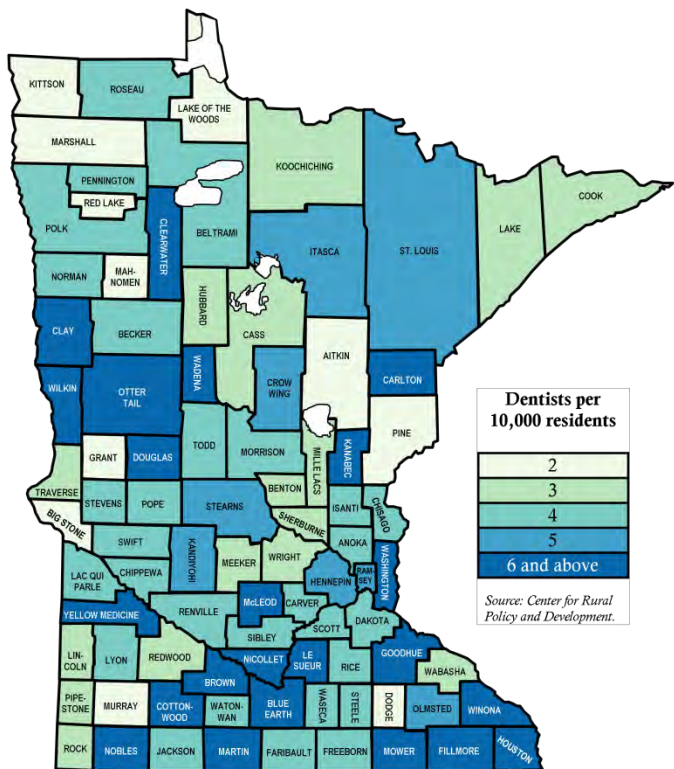 KITTSON
ROSEAU
LAKE OF THE
WOODS
MARSHALL
KOOCHICHING
PENNINGTON
RED LAKE
POLK
CLEARWATER
BELTRAMI
COOK
LAKE
ST. LOUIS
ITASCA
NORMAN
MAH-
NOMEN
HUBBARD
CASS
CLAY
BECKER
AITKIN
WADENA
CROW
WING
CARLTON
WILKIN
OTTER
TAIL
PINE
Dentists per
10,000 residents
2
3
4
5
6 and above
Source: Center for Rural
Policy and Development.
GRANT
DOUGLAS
TODD
MORRISON
MILLE LACS
KANABEC
TRAVERSE
STEVENS
POPE
STEARNS
BENTON
ISANTI
CHISAGO
BIG STONE
SHERBURNE
SWIFT
KANDIYOHI
ANOKA
WASHINGTON
MEEKER
WRIGHT
LAC QUI
PARLE
CHIPPEWA
HENNEPIN
RAM-
SEY
McLEOD
CARVER
YELLOW MEDICINE
RENVILLE
DAKOTA
SCOTT
SIBLEY
LIN-
COLN
LYON
REDWOOD
NICOLLET
LE
SUEUR
RICE
GOODHUE
WABASHA
BROWN
PIPE-
STONE
MURRAY
COTTON-
WOOD
WATON-
WAN
BLUE
EARTH
WASECA
STEELE
DODGE
OLMSTED
WINONA
ROCK
NOBLES
JACKSON
MARTIN
FARIBAULT
FREEBORN
MOWER
FILLMORE
HOUSTON